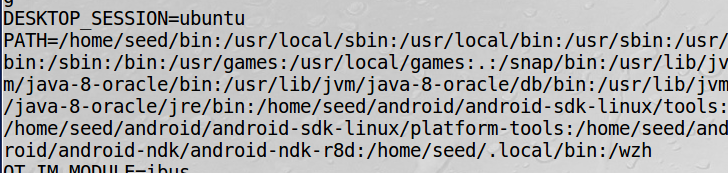 DESKTOP_SESSION=ubuntu
PATH=/home/seed/bin:/usr/local/sbin:/usr/local/bin:/usr/sbin:/usr/
bin:/sbin:/bin:/usr/games:/usr/local/games:.:/snap/bin:/usr/lib/jv
m/java-8-oracle/bin:/usr/lib/jvm/java-8-oracle/db/bin:/usr/lib/jvm
/java-8-oracle/jre/bin:/home/seed/android/android-sdk-linux/tools:
/home/seed/android/android-sdk-linux/platform-tools:/home/seed/and
roid/android-ndk/android-ndk-r8d:/home/seed/.local/bin:/wzh
QT_IM_MODULE=ibus